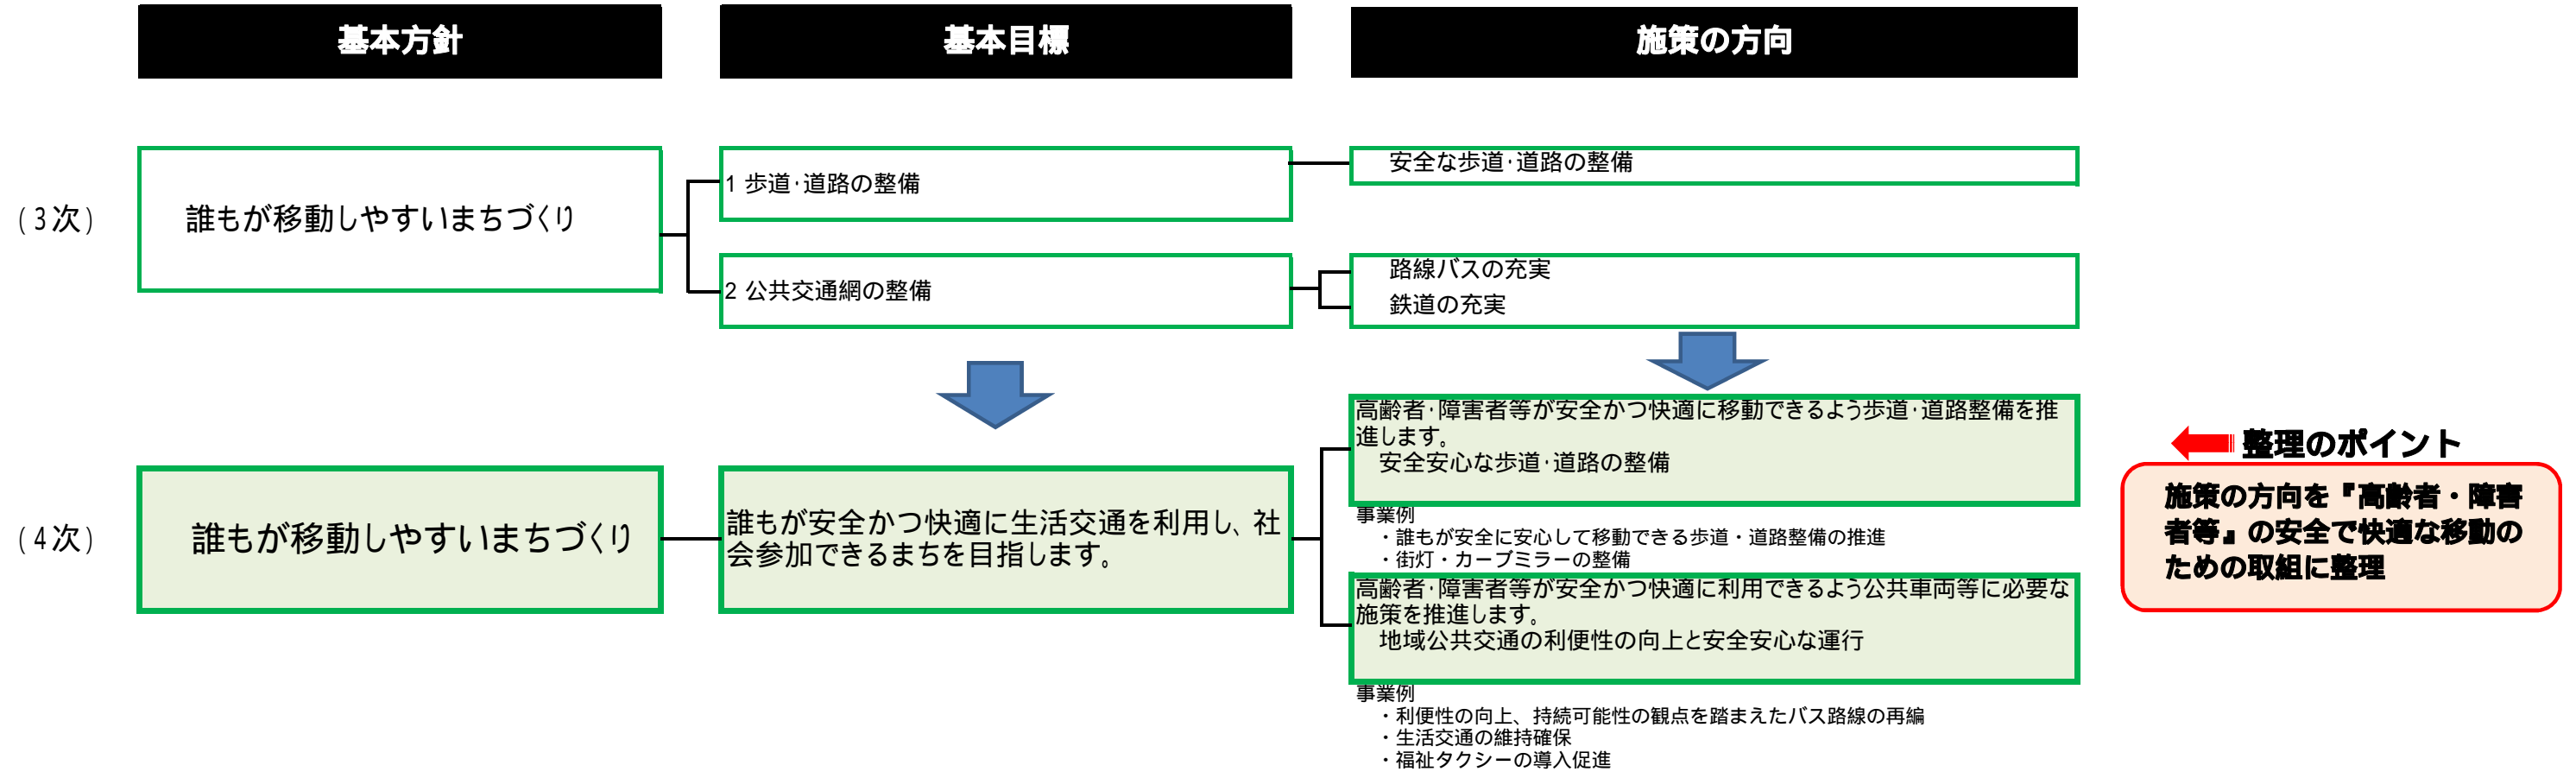 基本方針
基本目標
施策の方向
(3次)
誰もが移動しやすいまちづくり
1 歩道･道路の整備
安全な歩道･道路の整備
2 公共交通網の整備
路線バスの充実
鉄道の充実
(4次)
誰もが移動しやすいまちづくり
誰もが安全かつ快適に生活交通を利用し、社
会参加できるまちを目指します。
高齢者･障害者等が安全かつ快適に移動できるよう歩道･道路整備を推
進します。
安全安心な歩道･道路の整備
事業例
・誰もが安全に安心して移動できる歩道・道路整備の推進
・街灯・カーブミラーの整備
高齢者･障害者等が安全かつ快適に利用できるよう公共車両等に必要な
施策を推進します。
地域公共交通の利便性の向上と安全安心な運行
事業例
・利便性の向上、持続可能性の観点を踏まえたバス路線の再編
・生活交通の維持確保
・福祉タクシーの導入促進
整理のポイント
施策の方向を『高齢者・障害
者等』の安全で快適な移動の
ための取組に整理